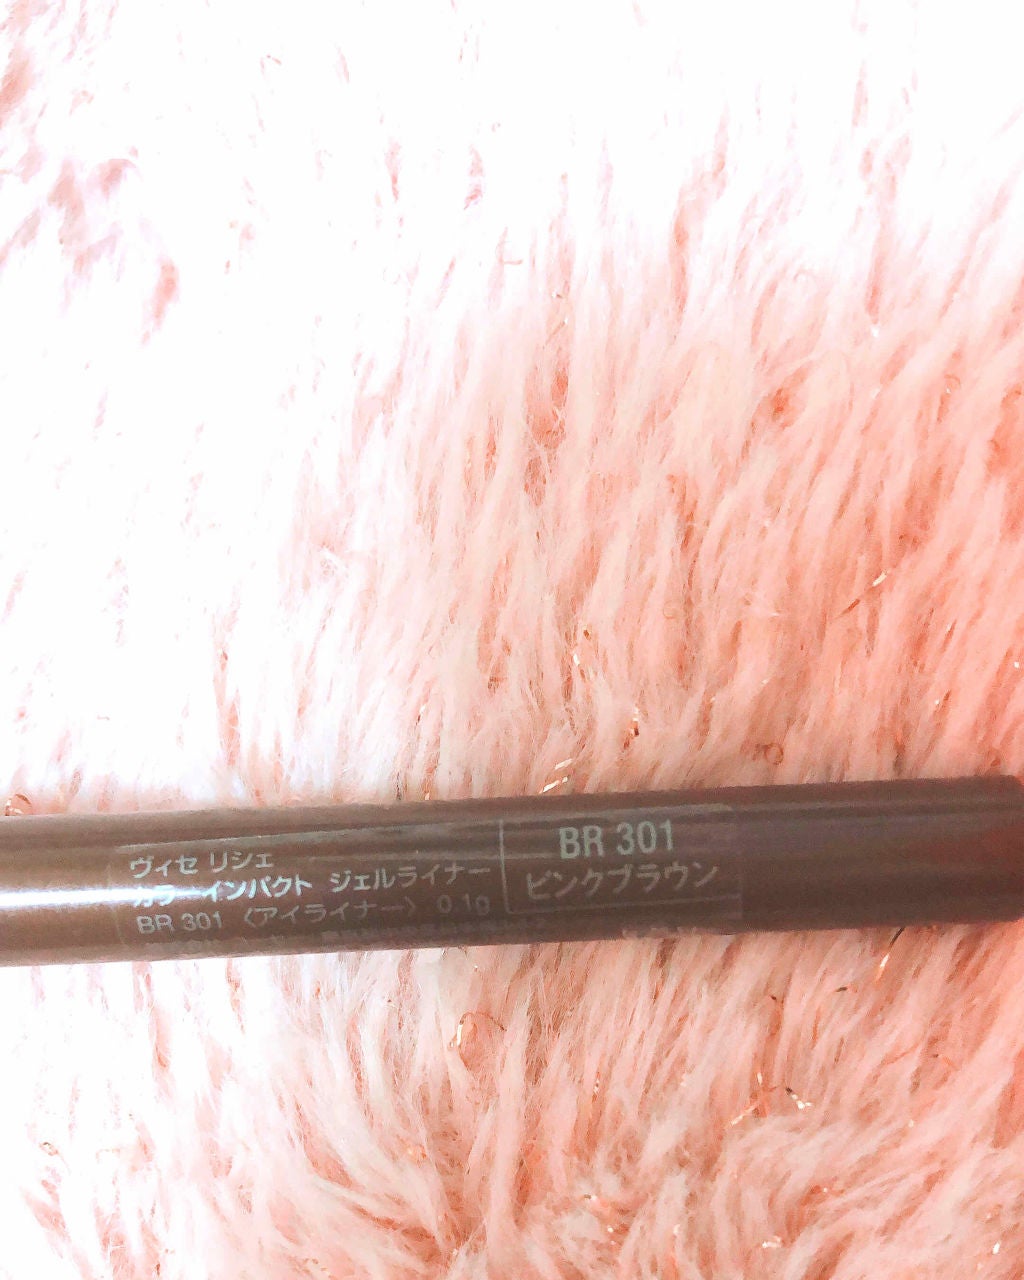 ヴィセ リシェ
カラーインパクト ジェルライナー
BR 301 〈アイライナー〉 0.1g
BR 301
ピンクブラウン